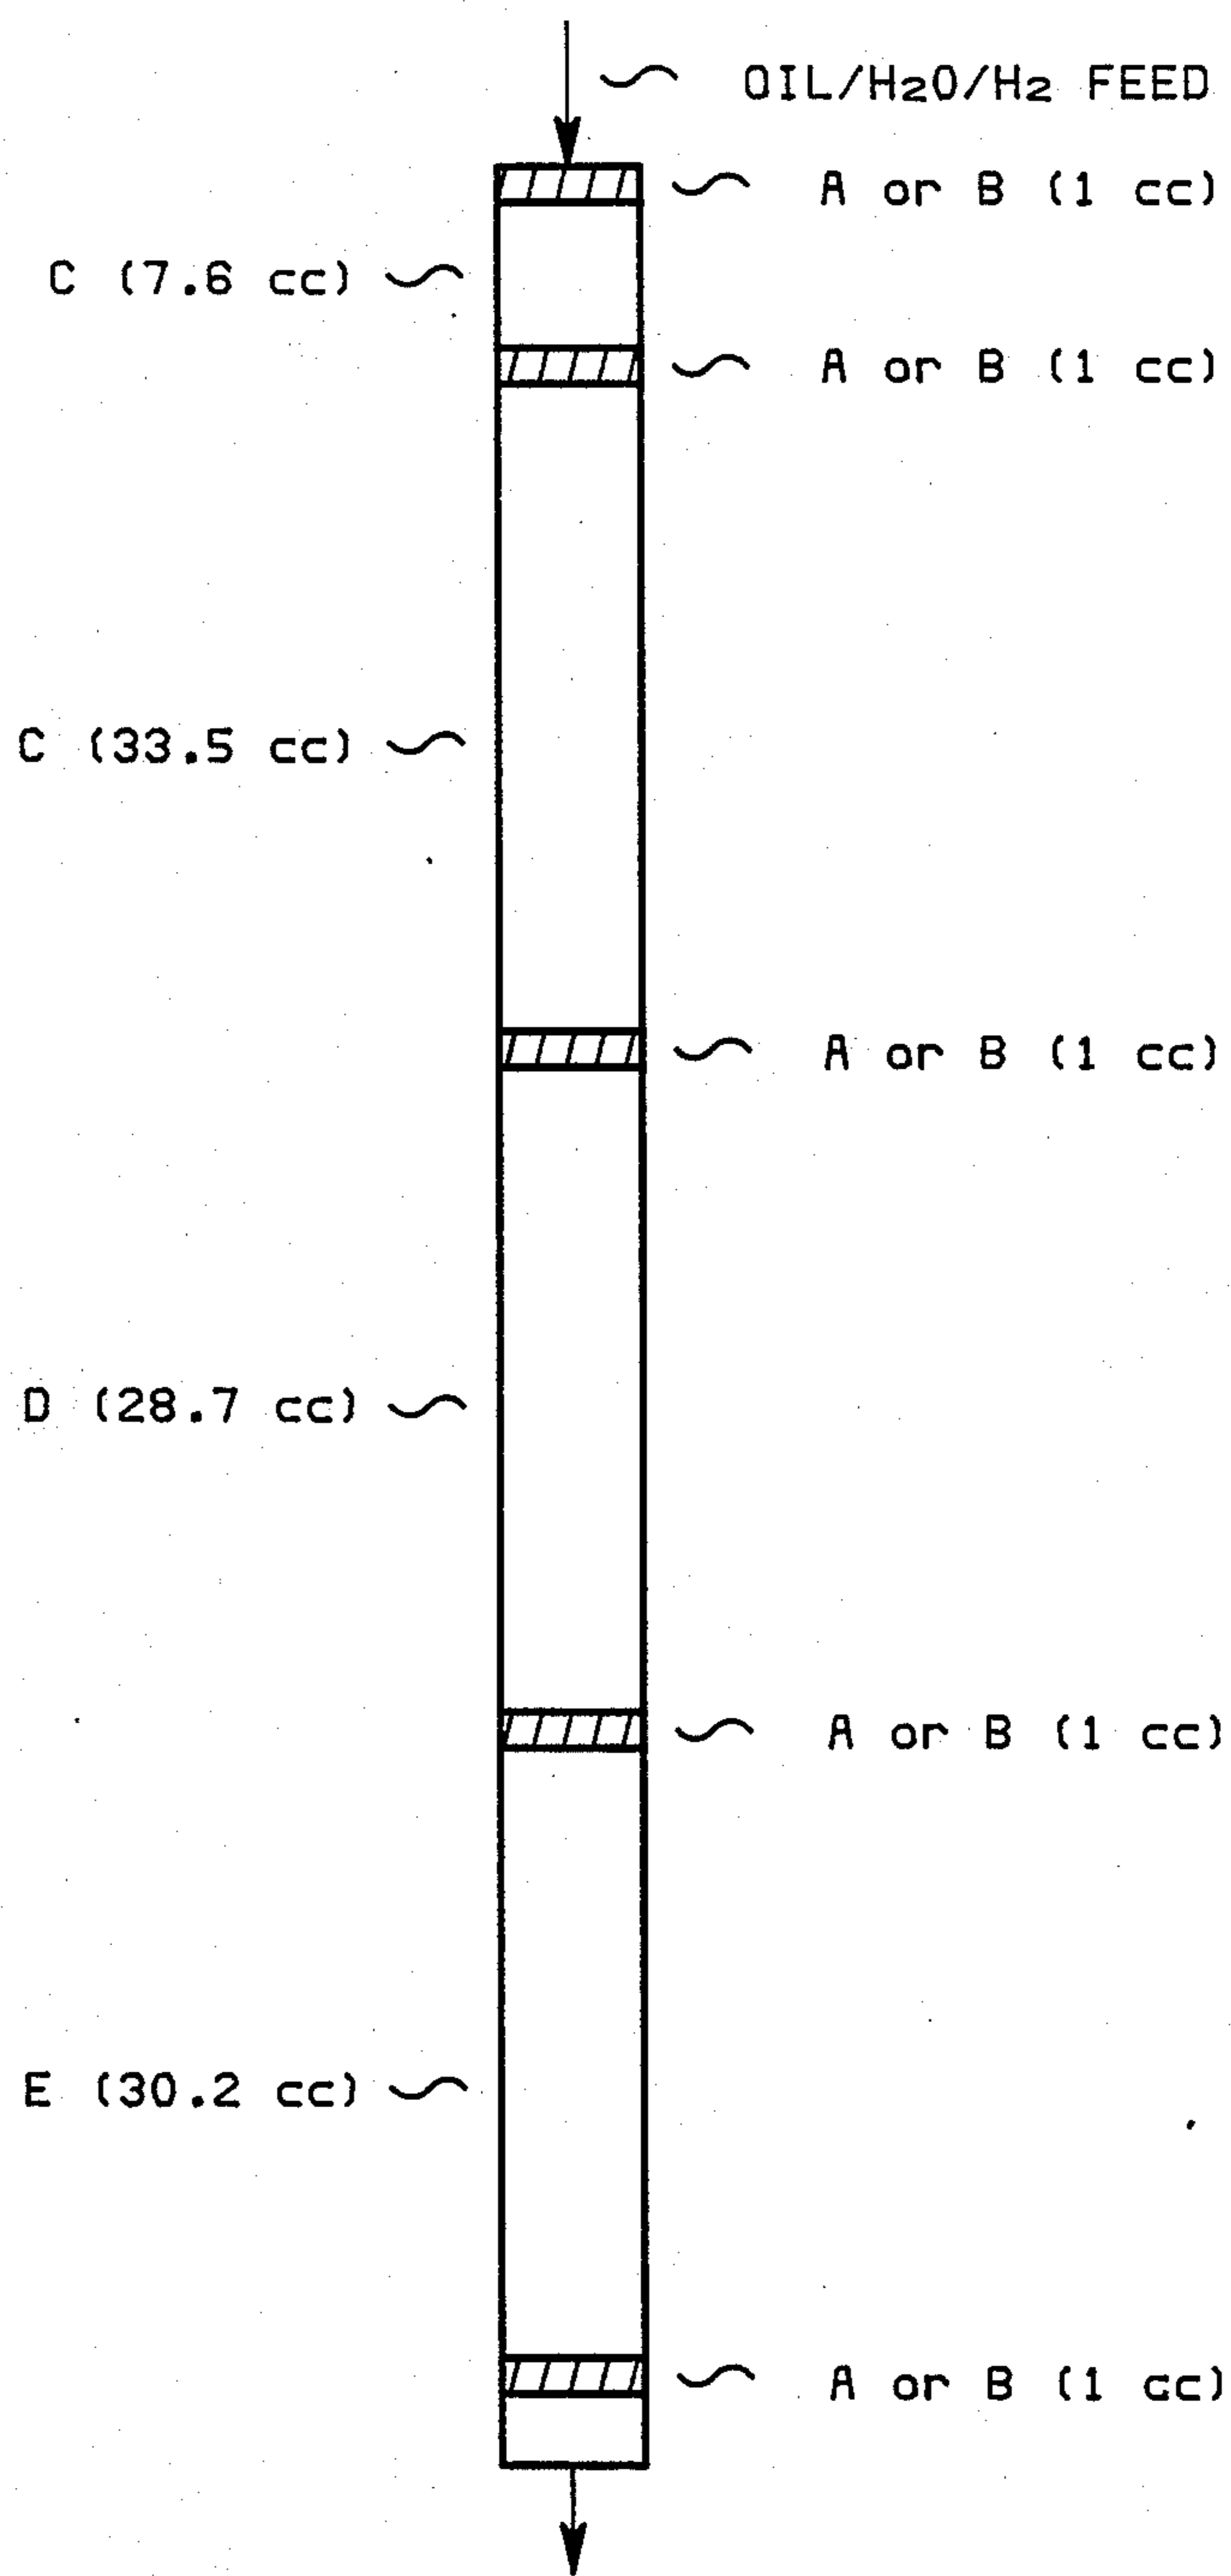 OIL/H₂O/H₂ FEED
A or B (1 cc)
C (7.6 cc)
A or B (1 cc)
C (33.5 cc)
A or B (1 cc)
D (28.7 cc)
A or B (1 cc)
E (30.2 cc)
A or B (1 cc)